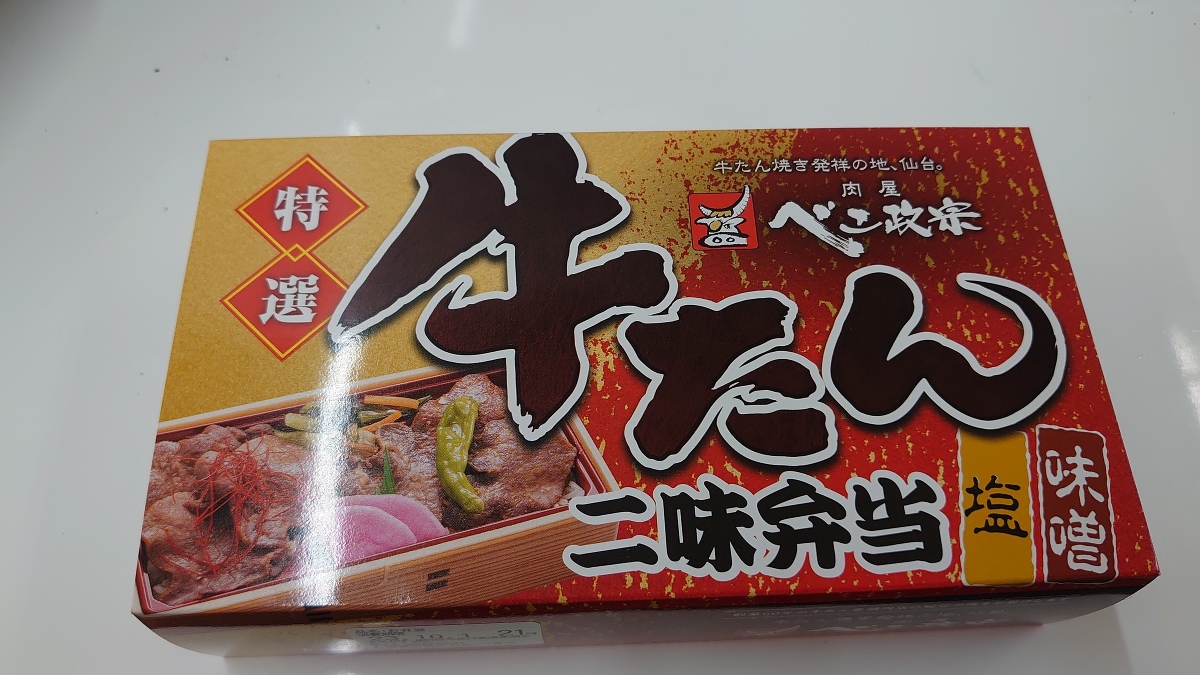 特選
牛たん焼き発祥の地、仙台。
肉屋
べこ政宗
牛たん
二味弁当
塩
味噌